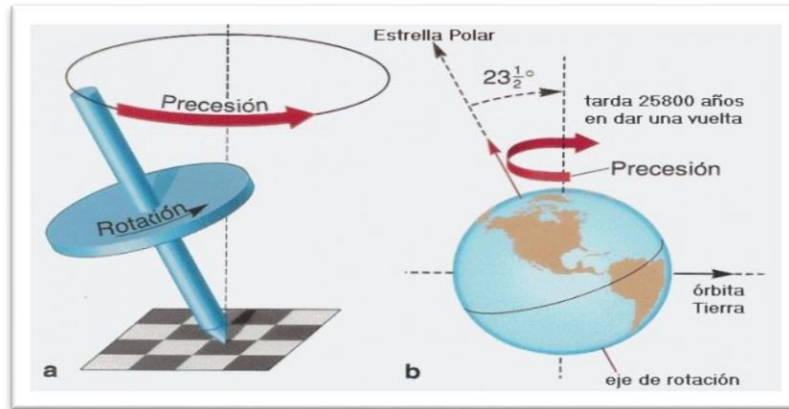 Precesión
Rotación
a
Estrella Polar
23½°
tarda 25800 años
en dar una vuelta
Precesión
órbita
Tierra
b
eje de rotación